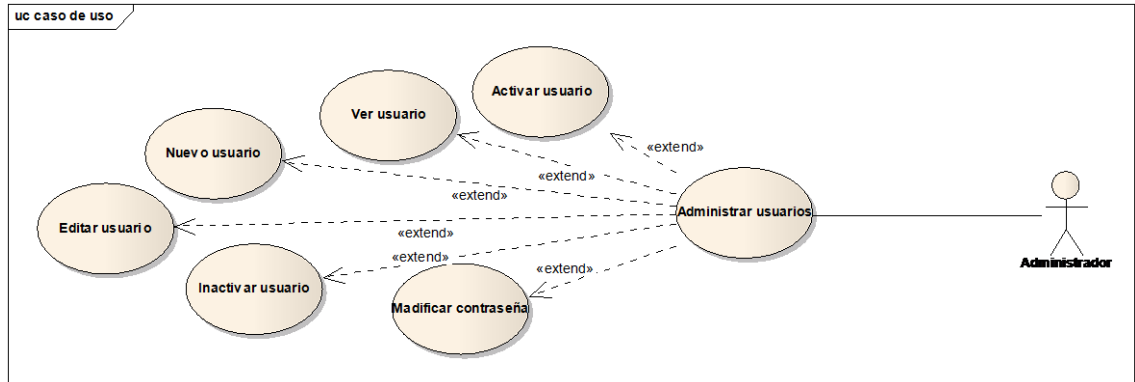 uc caso de uso
Activar usuario
Ver usuario
Nuevo usuario
«extend»
«extend»
«extend»
Administrar usuarios
Editar usuario
«extend»
«extend»
«extend»
Inactivar usuario
Madificar contraseña
Administrador